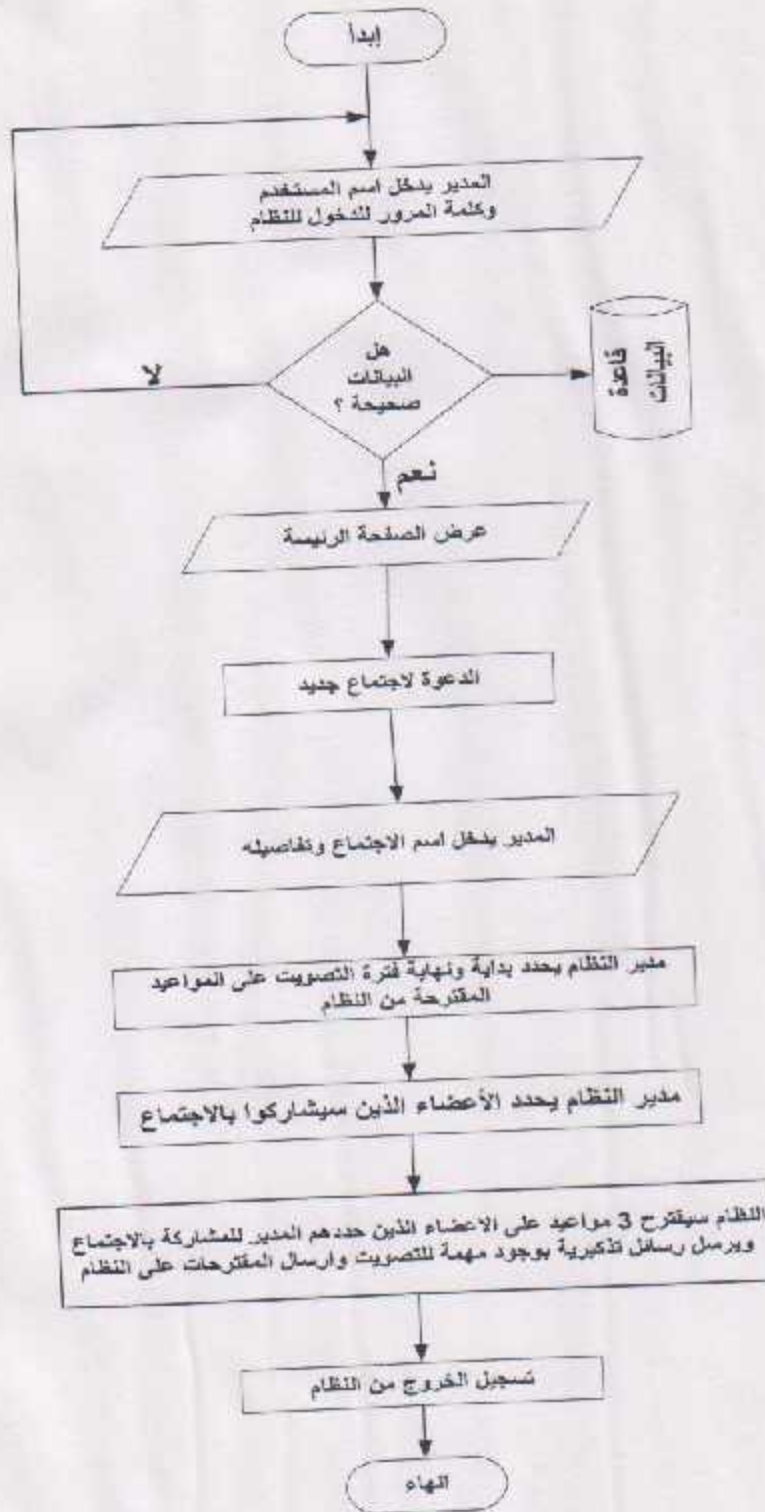 إبدأ
المدير يدخل اسم المستخدم
وكلمة المرور للدخول للنظام
هل
البيانات
صحيحة ؟
قاعدة
البيانات
لا
نعم
عرض الصفحة الرئيسة
الدعوة لاجتماع جديد
المدير يدخل اسم الاجتماع وتفاصيله
مدير النظام يحدد بداية ونهاية فترة التصويت على المواعيد
المقترحة من النظام
مدير النظام يحدد الأعضاء الذين سيشاركوا بالاجتماع
النظام سيقترح 3 مواعيد على الاعضاء الذين حددهم المدير للمشاركة بالاجتماع
ويرسل رسائل تذكيرية بوجود مهمة للتصويت وارسال المقترحات على النظام
تسجيل الخروج من النظام
انهاء